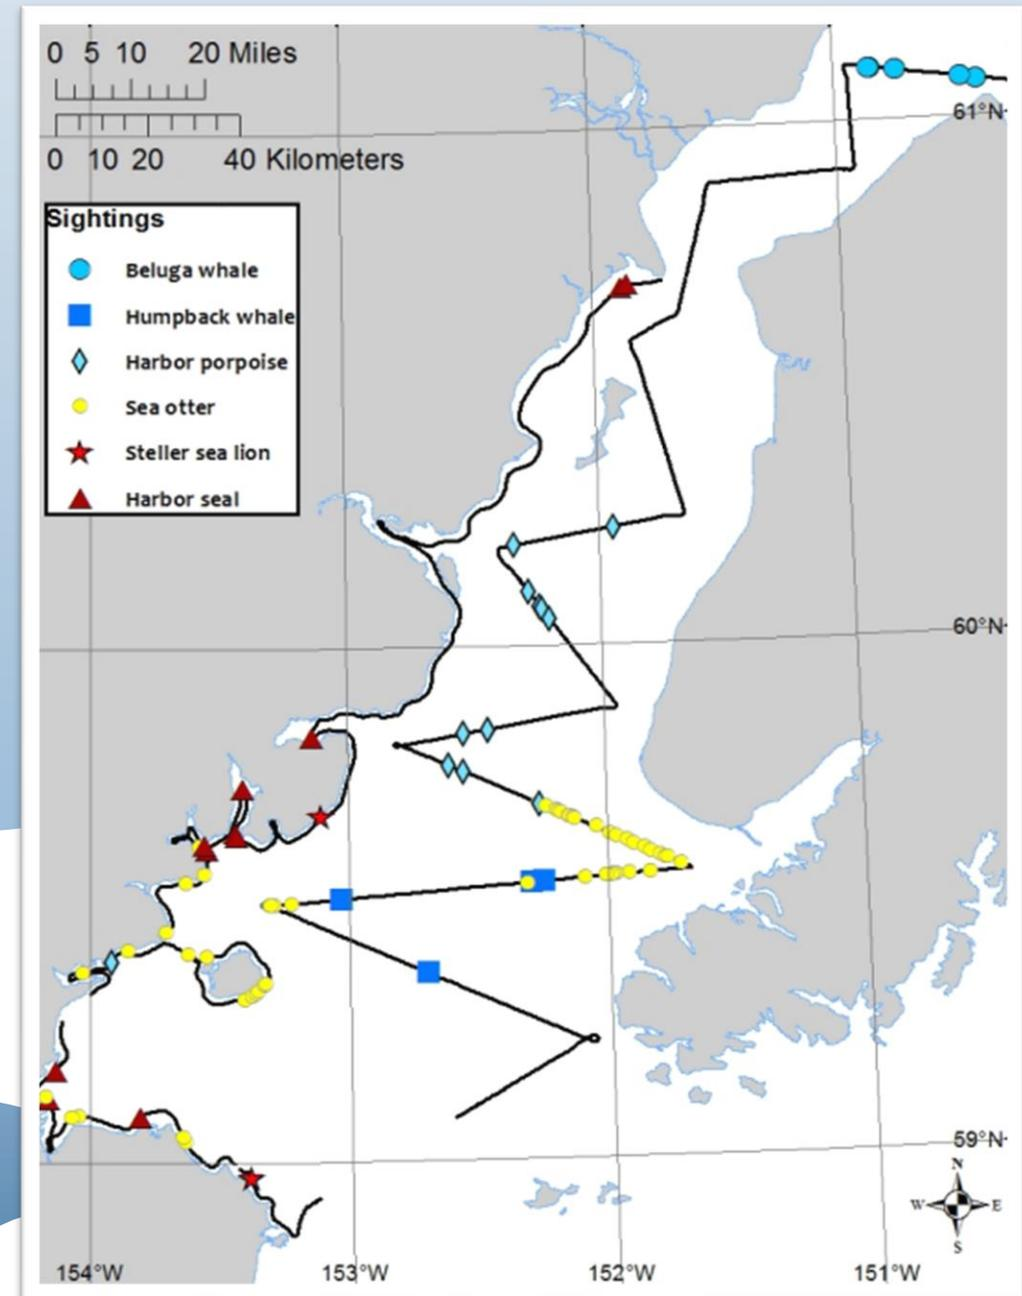 0 5 10 20 Miles
0 10 20 40 Kilometers
Sightings
Beluga whale
Humpback whale
Harbor porpoise
Sea otter
Steller sea lion
Harbor seal
61°N
60°N
59°N
N
W E
S
154°W 153°W 152°W 151°W